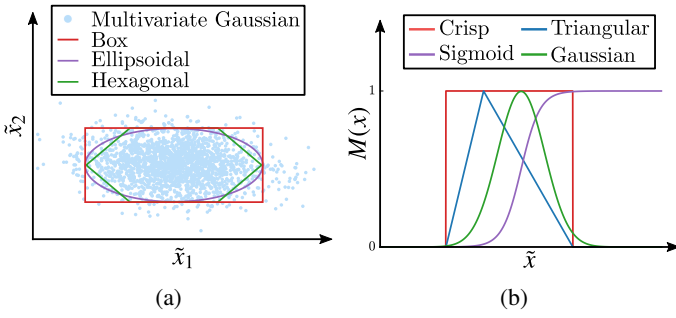 Multivariate Gaussian
Box
Ellipsoidal
Hexagonal
x̃₂
x̃₁
(a)
Crisp Triangular
Sigmoid Gaussian
M(x)
1
0
x̃
(b)